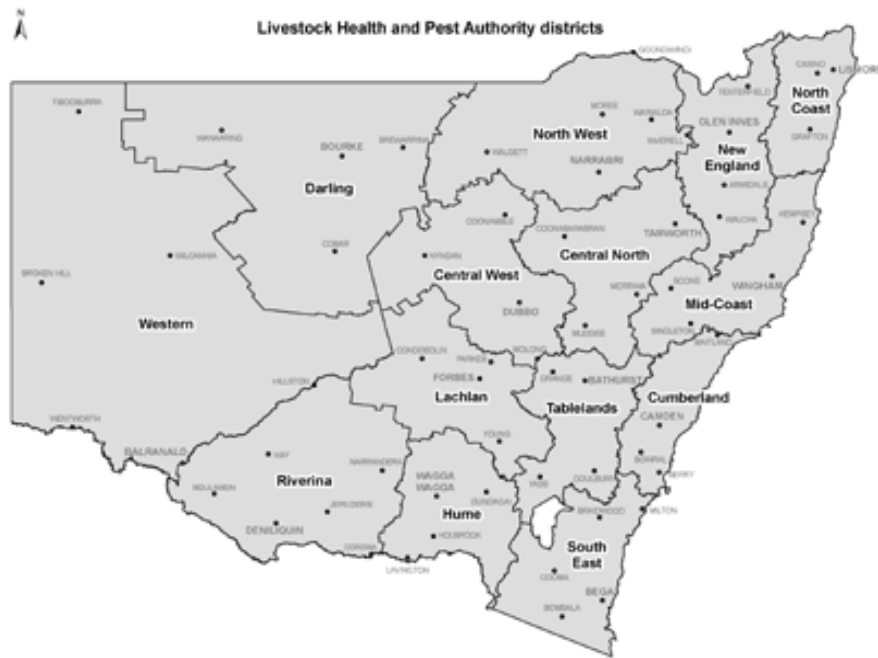 N
Livestock Health and Pest Authority districts
GOONDIWINDI
TIBOOBURRA
WANAARING
BOURKE
BREWARRINA
Darling
COBAR
WILCANNIA
BROKEN HILL
Western
WENTWORTH
BALRANALD
HILLSTON
MOREE
WARIALDA
North West
WALGETT
NARRABRI
INVERELL
TENTERFIELD
GLEN INNES
New
England
ARMIDALE
WALCHA
CASINO
LISMORE
North
Coast
GRAFTON
KEMPSEY
COONAMBLE
NYNGAN
Central West
DUBBO
COONABARABRAN
TAMWORTH
Central North
MERRIWA
MUDGEE
SCONE
WINGHAM
Mid-Coast
SINGLETON
MAITLAND
CONDOBOLIN
PARKES
MOLONG
FORBES
Lachlan
YOUNG
ORANGE
BATHURST
Tablelands
YASS
GOULBURN
Cumberland
CAMDEN
BOWRAL
BERRY
HAY
NARRANDERA
Riverina
MOULAMEIN
JERILDERIE
DENILIQUIN
COROWA
WAGGA
WAGGA
GUNDAGAI
Hume
HOLBROOK
LAVINGTON
BRAIDWOOD
MILTON
South
East
COOMA
BEGA
BOMBALA